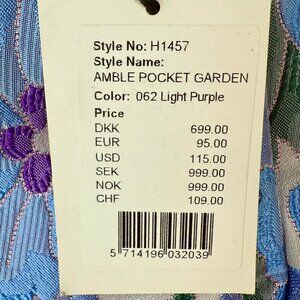 Style No: H1457
Style Name:
AMBLE POCKET GARDEN
Color: 062 Light Purple
Price
DKK 699.00
EUR 95.00
USD 115.00
SEK 999.00
NOK 999.00
CHF 109.00
5 714196 032039